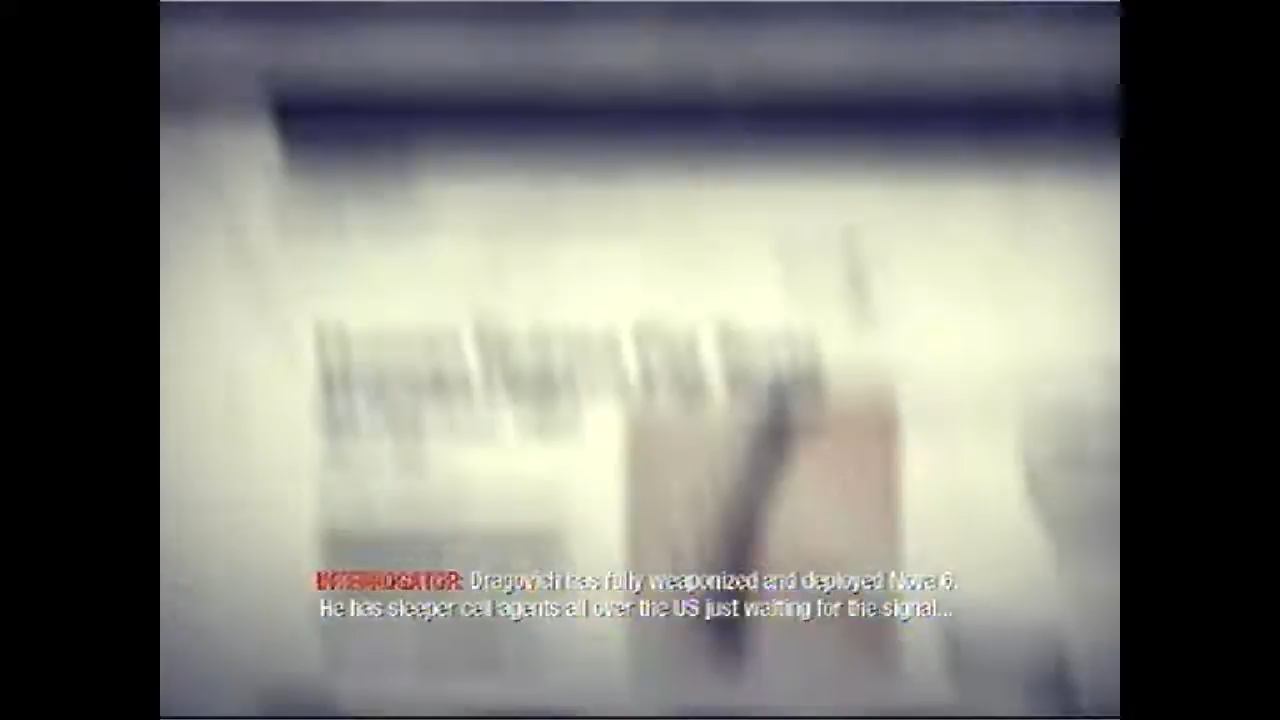 INTERROGATOR: Dragovich has fully weaponized and deployed Nova 6.
He has sleeper cell agents all over the US just waiting for the signal...